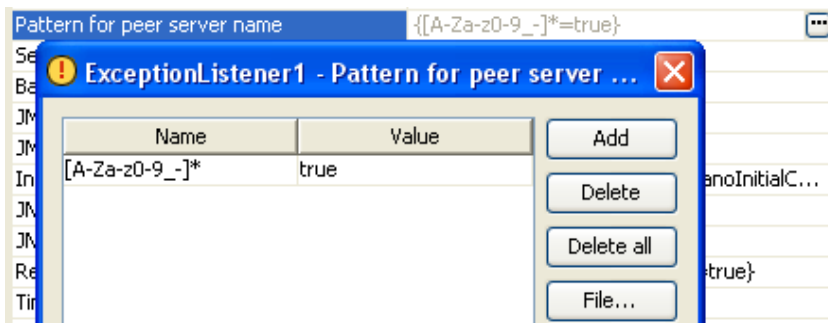 Pattern for peer server name {[A-Za-z0-9_-]*=true}
ExceptionListener1 - Pattern for peer server ...
Name Value Add
[A-Za-z0-9_-]* true
Delete
Delete all
File...
anoInitialC...
=true}